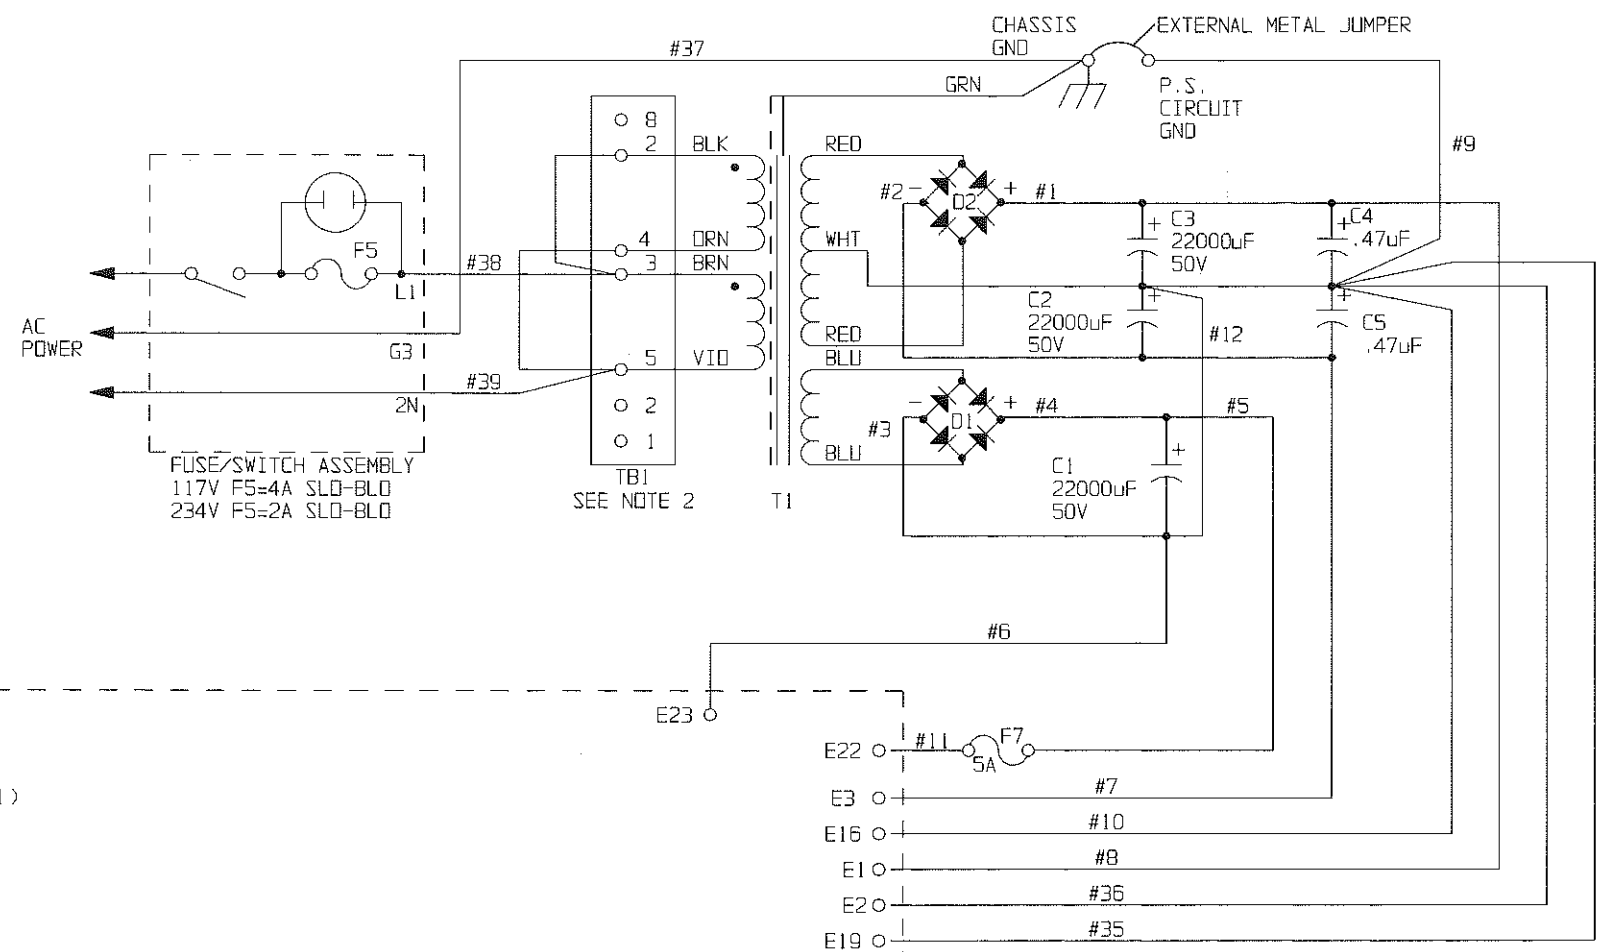 CHASSIS
GND
EXTERNAL METAL JUMPER
#37
GRN
P.S.
CIRCUIT
GND
8
2
BLK
RED
#9
#2
-
D2
+
#1
C3
22000uF
50V
+
C4
.47uF
+
4
ORN
WHT
3
BRN
F5
#38
L1
AC
POWER
G3
C2
22000uF
50V
+
#12
C5
.47uF
+
RED
BLU
5
VIO
#39
2N
2
1
#3
-
D1
+
#4
#5
BLU
C1
22000uF
50V
+
FUSE/SWITCH ASSEMBLY
117V F5=4A SLO-BLO
234V F5=2A SLO-BLO
TB1
SEE NOTE 2
T1
#6
E23
E22
#11
F7
5A
E3
#7
E16
#10
E1
#8
E2
#36
E19
#35